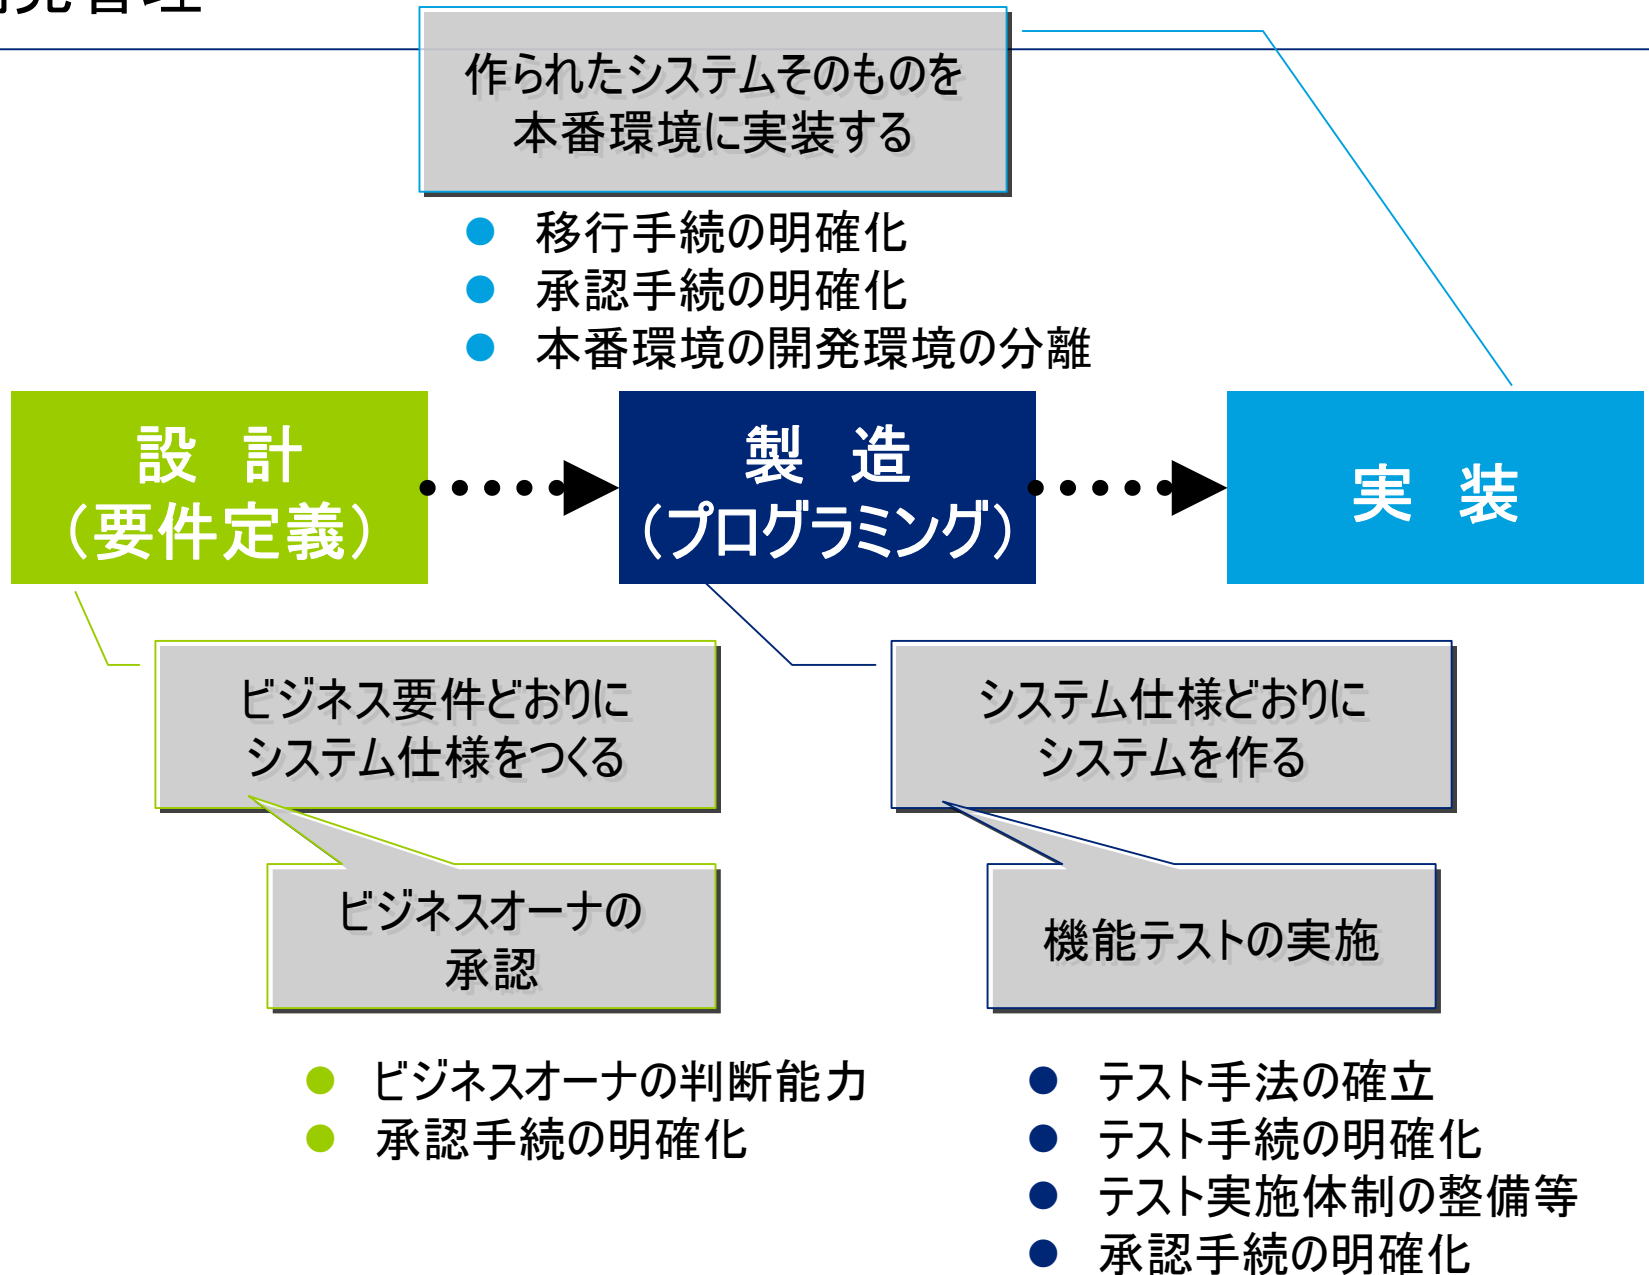 管理
作られたシステムそのものを
本番環境に実装する
● 移行手続の明確化
● 承認手続の明確化
● 本番環境の開発環境の分離
設 計
（要件定義）
製 造
（プログラミング）
実 装
ビジネス要件どおりに
システム仕様をつくる
システム仕様どおりに
システムを作る
ビジネスオーナの
承認
機能テストの実施
● ビジネスオーナの判断能力
● 承認手続の明確化
● テスト手法の確立
● テスト手続の明確化
● テスト実施体制の整備等
● 承認手続の明確化